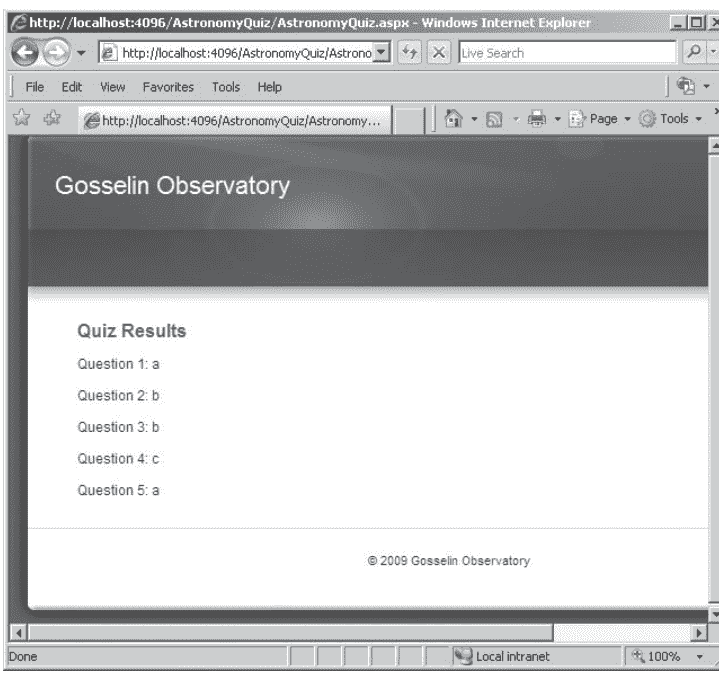 http://localhost:4096/AstronomyQuiz/AstronomyQuiz.aspx - Windows Internet Explorer
http://localhost:4096/AstronomyQuiz/Astrono
Live Search
File Edit View Favorites Tools Help
http://localhost:4096/AstronomyQuiz/Astronomy...
Page Tools
Gosselin Observatory
Quiz Results
Question 1: a
Question 2: b
Question 3: b
Question 4: c
Question 5: a
© 2009 Gosselin Observatory
Done
Local intranet
100%